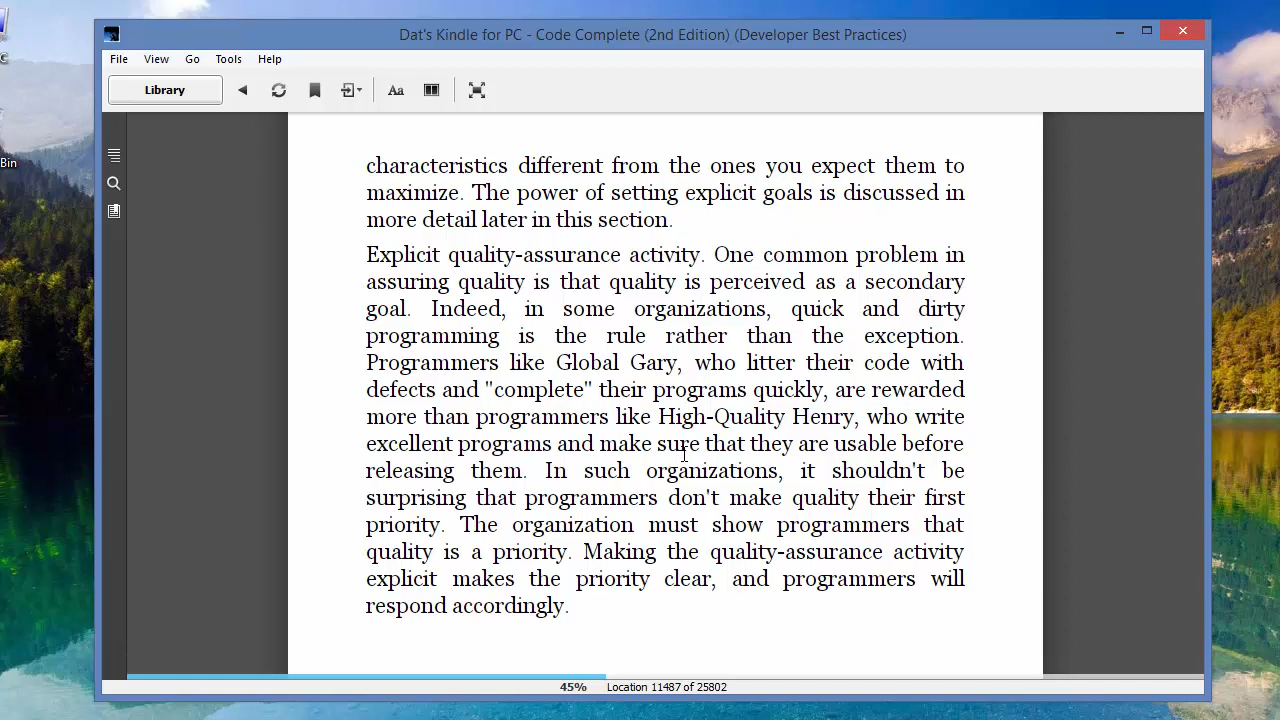 Dat's Kindle for PC - Code Complete (2nd Edition) (Developer Best Practices)
File View Go Tools Help
Library
Aa
C
Bin
characteristics different from the ones you expect them to
maximize. The power of setting explicit goals is discussed in
more detail later in this section.
Explicit quality-assurance activity. One common problem in
assuring quality is that quality is perceived as a secondary
goal. Indeed, in some organizations, quick and dirty
programming is the rule rather than the exception.
Programmers like Global Gary, who litter their code with
defects and "complete" their programs quickly, are rewarded
more than programmers like High-Quality Henry, who write
excellent programs and make sure that they are usable before
releasing them. In such organizations, it shouldn't be
surprising that programmers don't make quality their first
priority. The organization must show programmers that
quality is a priority. Making the quality-assurance activity
explicit makes the priority clear, and programmers will
respond accordingly.
45% Location 11487 of 25802